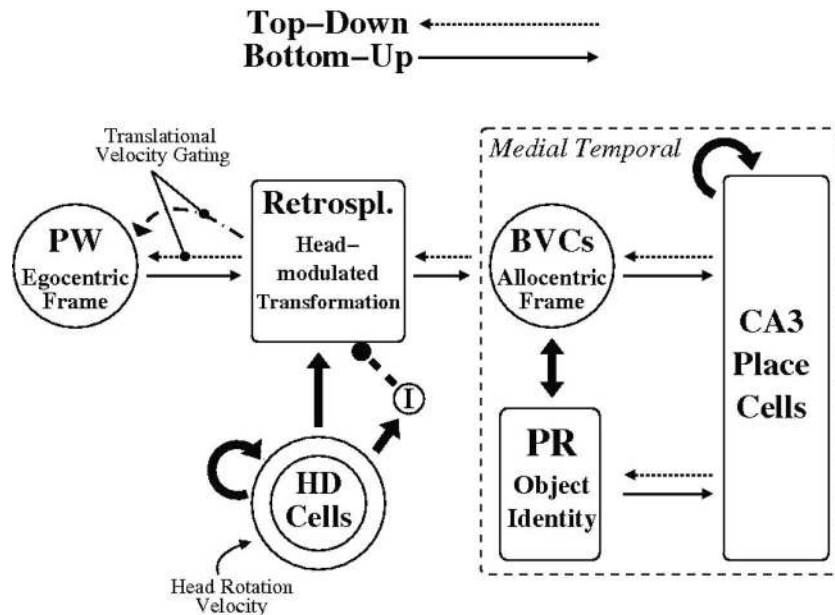 Top–Down
Bottom–Up
Translational
Velocity Gating
Medial Temporal
PW
Egocentric
Frame
Retrospl.
Head–
modulated
Transformation
BVCs
Allocentric
Frame
CA3
Place
Cells
I
HD
Cells
PR
Object
Identity
Head Rotation
Velocity